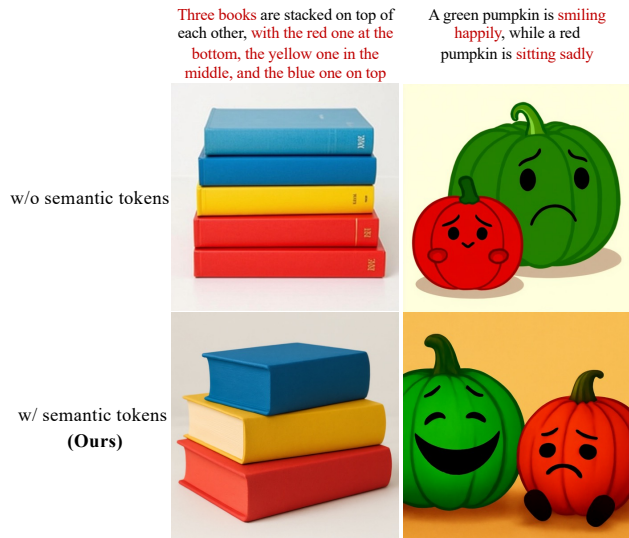 Three books are stacked on top of
each other, with the red one at the
bottom, the yellow one in the
middle, and the blue one on top
A green pumpkin is smiling
happily, while a red
pumpkin is sitting sadly
w/o semantic tokens
w/ semantic tokens
(Ours)